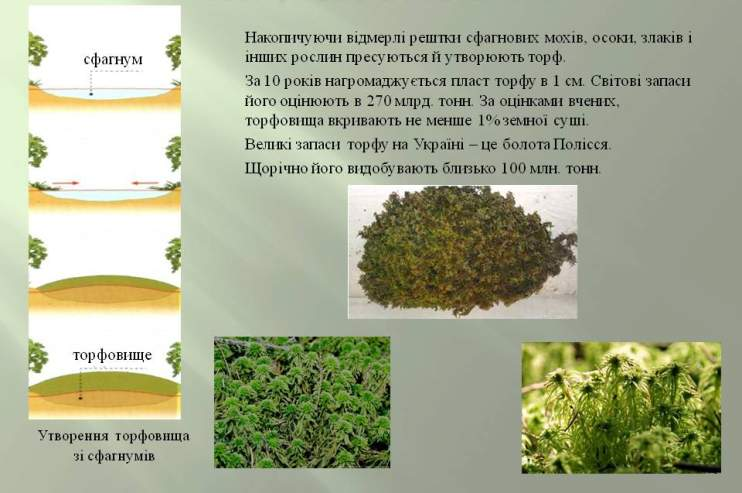 сфагнум
торфовище
Утворення торфовища
зі сфагнумів
Накопичуючи відмерлі рештки сфагнових мохів, осоки, злаків і
інших рослин пресуються й утворюють торф.
За 10 років нагромаджується пласт торфу в 1 см. Світові запаси
його оцінюють в 270 млрд. тонн. За оцінками вчених,
торфовища вкривають не менше 1% земної суші.
Великі запаси торфу на Україні – це болота Полісся.
Щорічно його видобувають близько 100 млн. тонн.